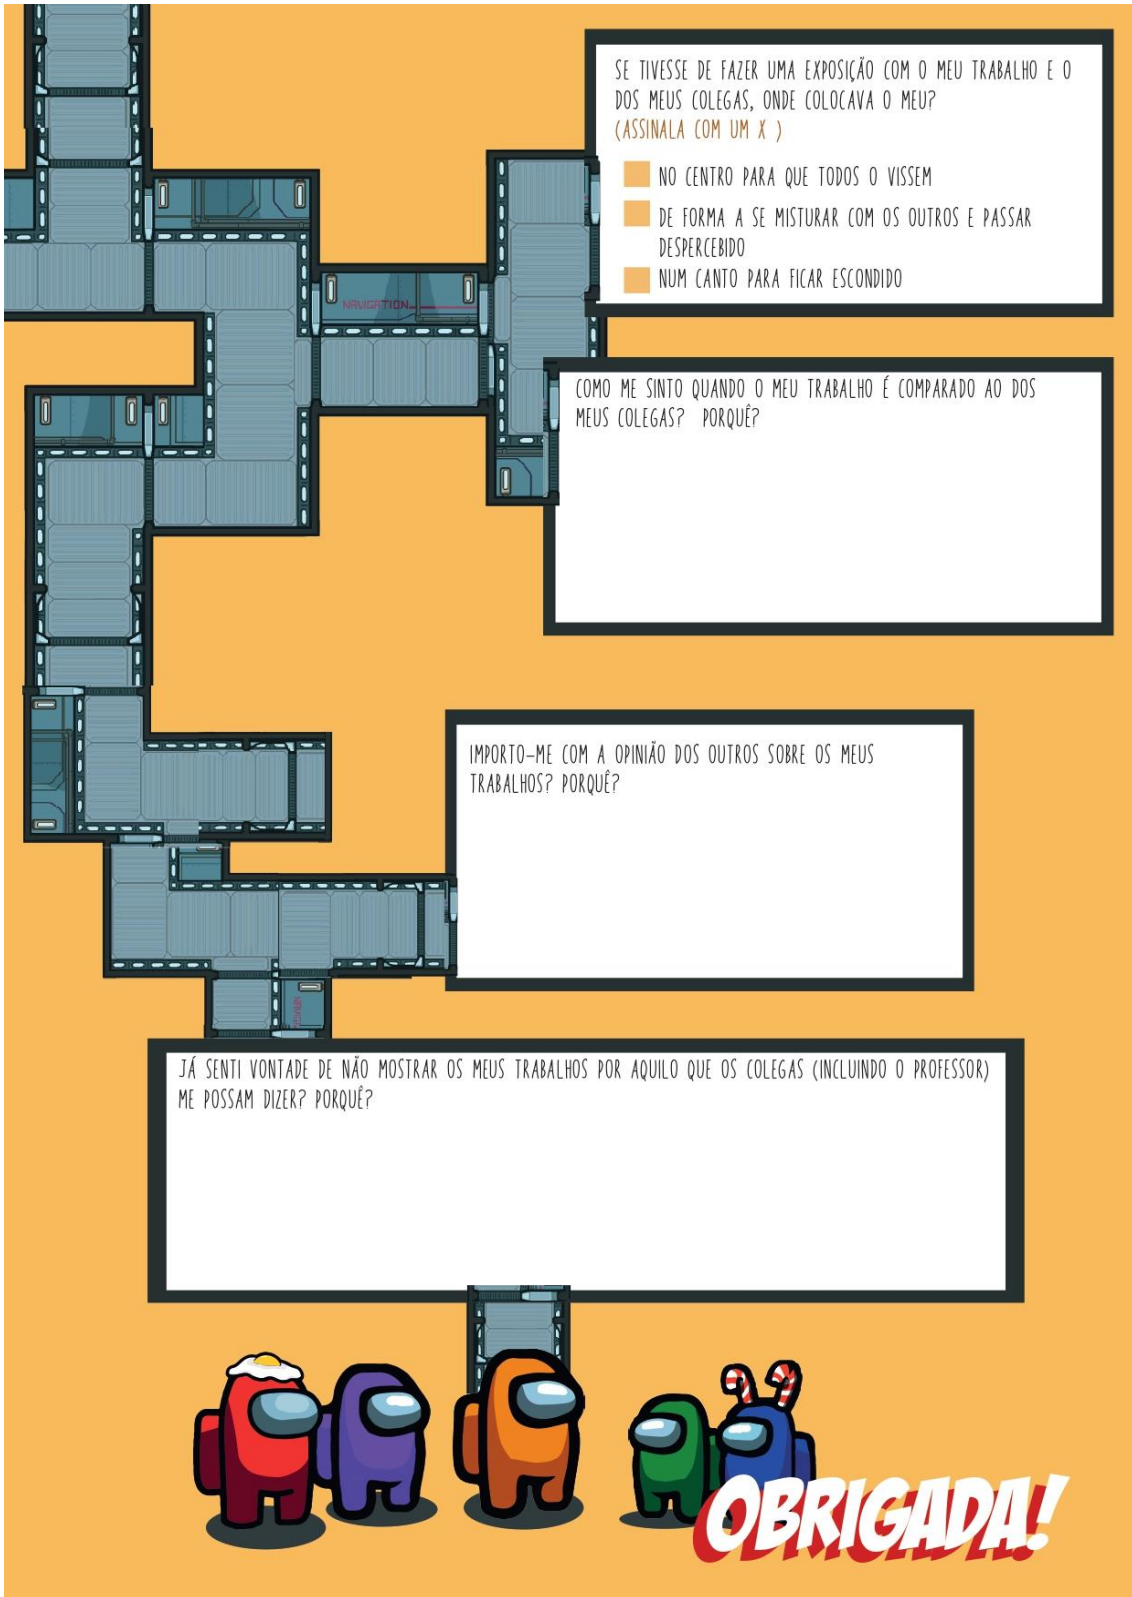 SE TIVESSE DE FAZER UMA EXPOSIÇÃO COM O MEU TRABALHO E O
DOS MEUS COLEGAS, ONDE COLOCAVA O MEU?
(ASSINALA COM UM X )
NO CENTRO PARA QUE TODOS O VISSEM
DE FORMA A SE MISTURAR COM OS OUTROS E PASSAR
DESPERCEBIDO
NUM CANTO PARA FICAR ESCONDIDO
NAVIGATION
COMO ME SINTO QUANDO O MEU TRABALHO É COMPARADO AO DOS
MEUS COLEGAS? PORQUÊ?
IMPORTO-ME COM A OPINIÃO DOS OUTROS SOBRE OS MEUS
TRABALHOS? PORQUÊ?
JÁ SENTI VONTADE DE NÃO MOSTRAR OS MEUS TRABALHOS POR AQUILO QUE OS COLEGAS (INCLUINDO O PROFESSOR)
ME POSSAM DIZER? PORQUÊ?
OBRIGADA!